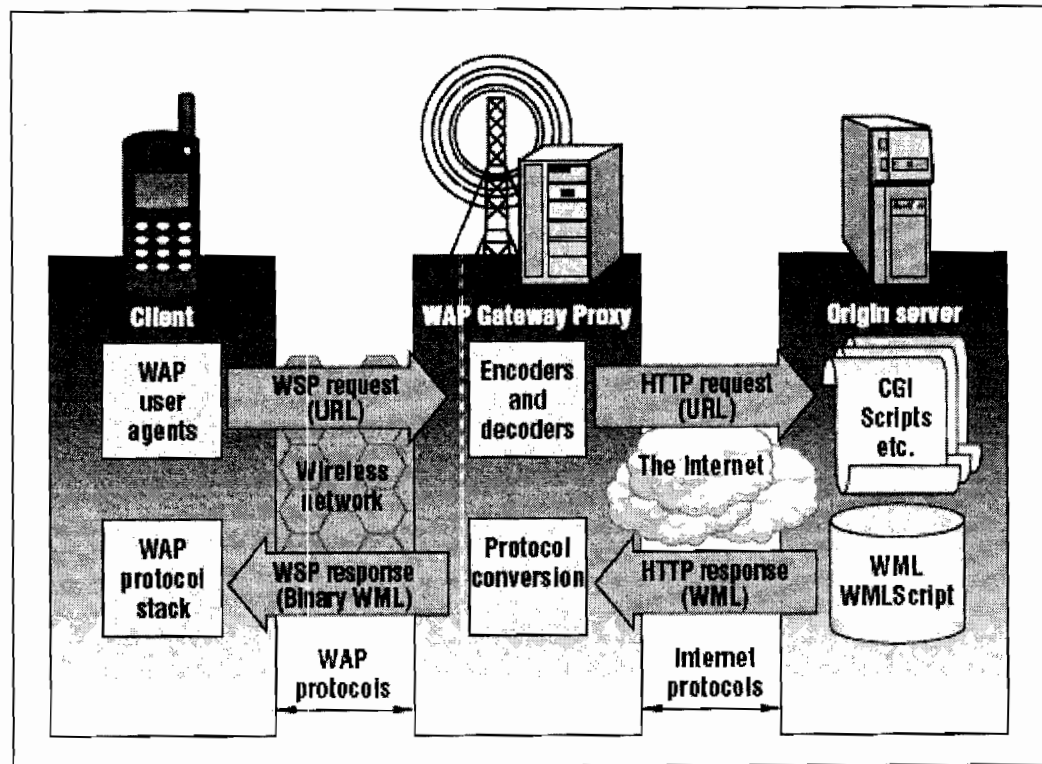 Client
WAP Gateway Proxy
Origin server
WAP
user
agents
WSP request
(URL)
Encoders
and
decoders
HTTP request
(URL)
CGI
Scripts
etc.
Wireless
network
The Internet
WAP
protocol
stack
WSP response
(Binary WML)
Protocol
conversion
HTTP response
(WML)
WML
WMLScript
WAP
protocols
Internet
protocols